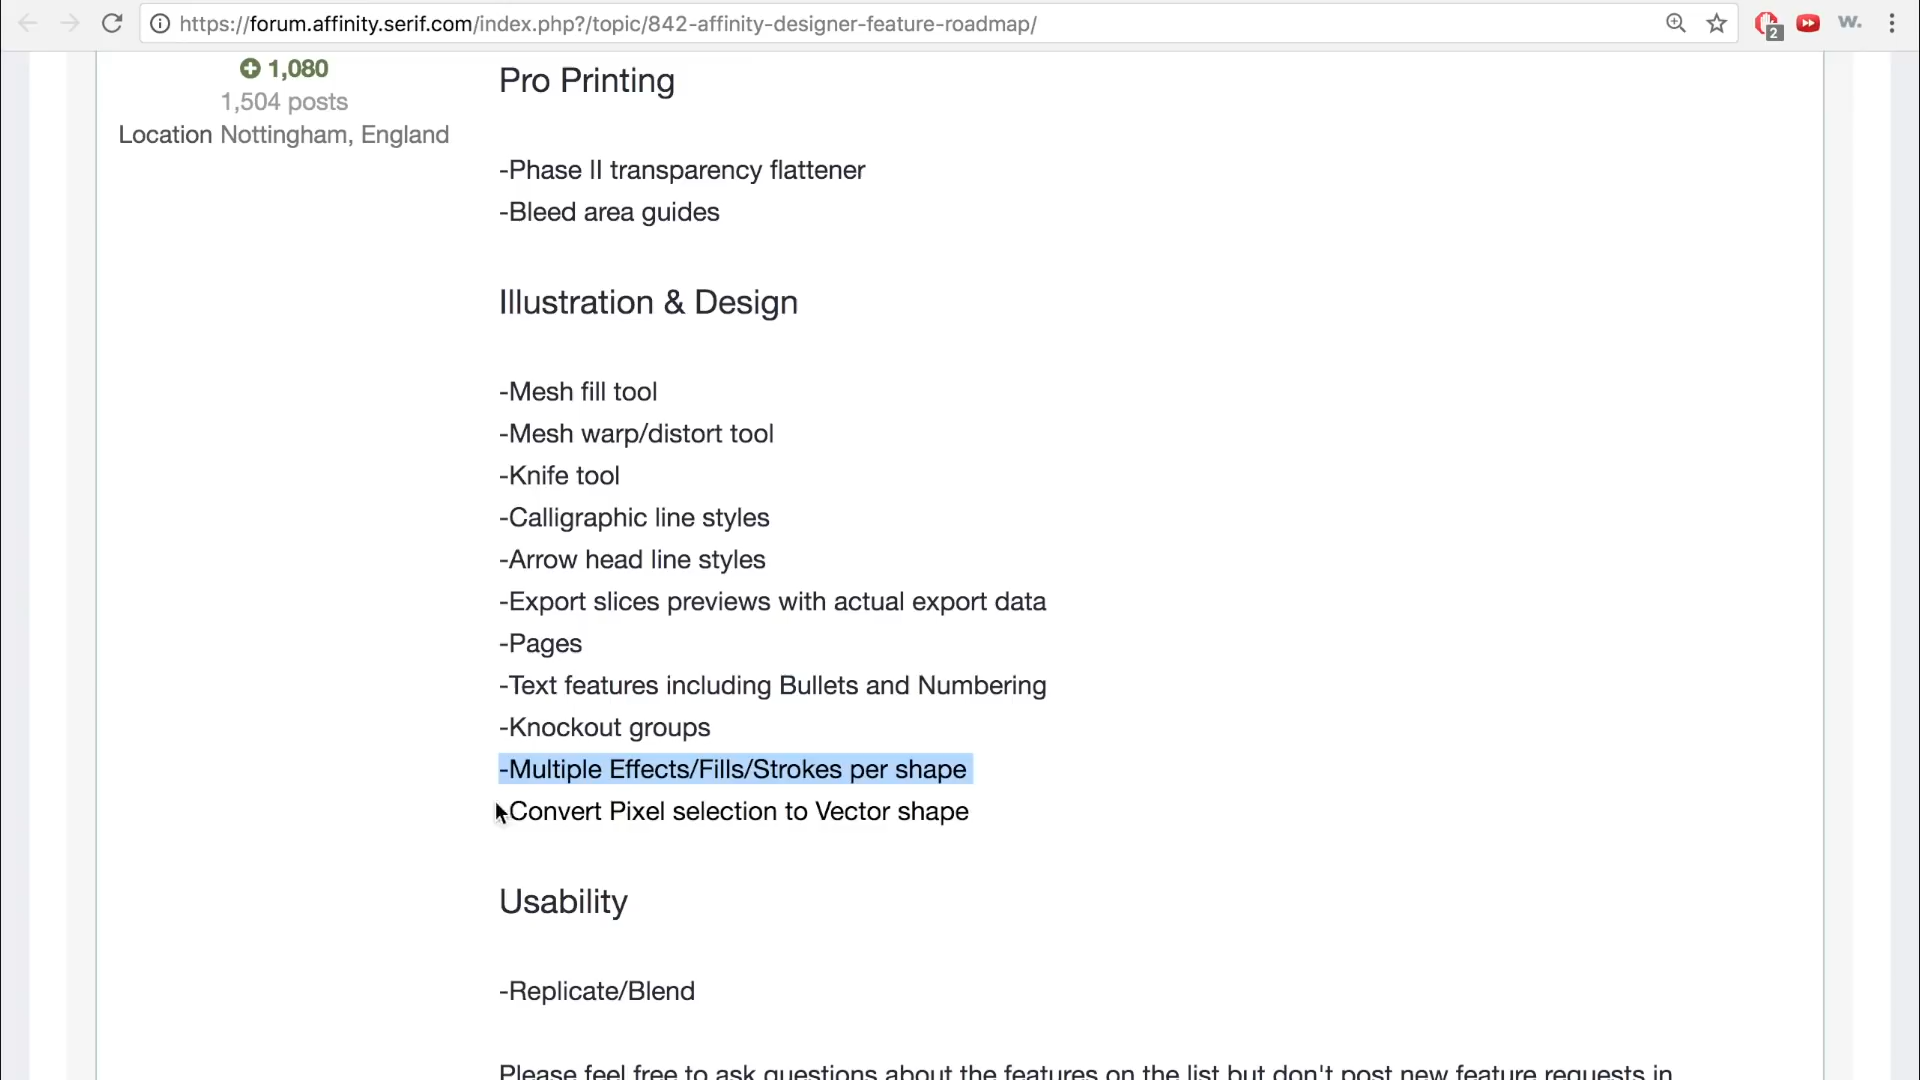 https://forum.affinity.serif.com/index.php?/topic/842-affinity-designer-feature-roadmap/
2
w.
1,080
1,504 posts
Location Nottingham, England
Pro Printing
-Phase II transparency flattener
-Bleed area guides
Illustration & Design
-Mesh fill tool
-Mesh warp/distort tool
-Knife tool
-Calligraphic line styles
-Arrow head line styles
-Export slices previews with actual export data
-Pages
-Text features including Bullets and Numbering
-Knockout groups
-Multiple Effects/Fills/Strokes per shape
-Convert Pixel selection to Vector shape
Usability
-Replicate/Blend
Please feel free to ask questions about the features on the list but don't post new feature requests in